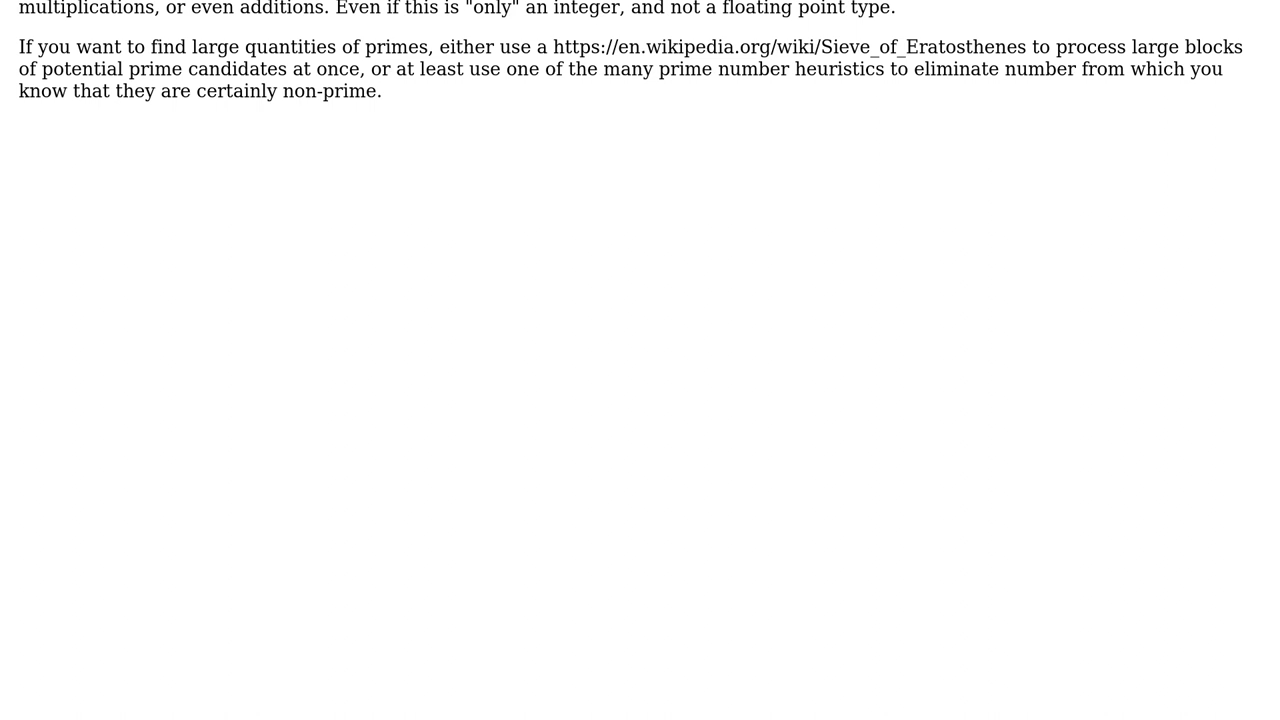 multiplications, or even additions. Even if this is "only" an integer, and not a floating point type.
If you want to find large quantities of primes, either use a https://en.wikipedia.org/wiki/Sieve_of_Eratosthenes to process large blocks
of potential prime candidates at once, or at least use one of the many prime number heuristics to eliminate number from which you
know that they are certainly non-prime.